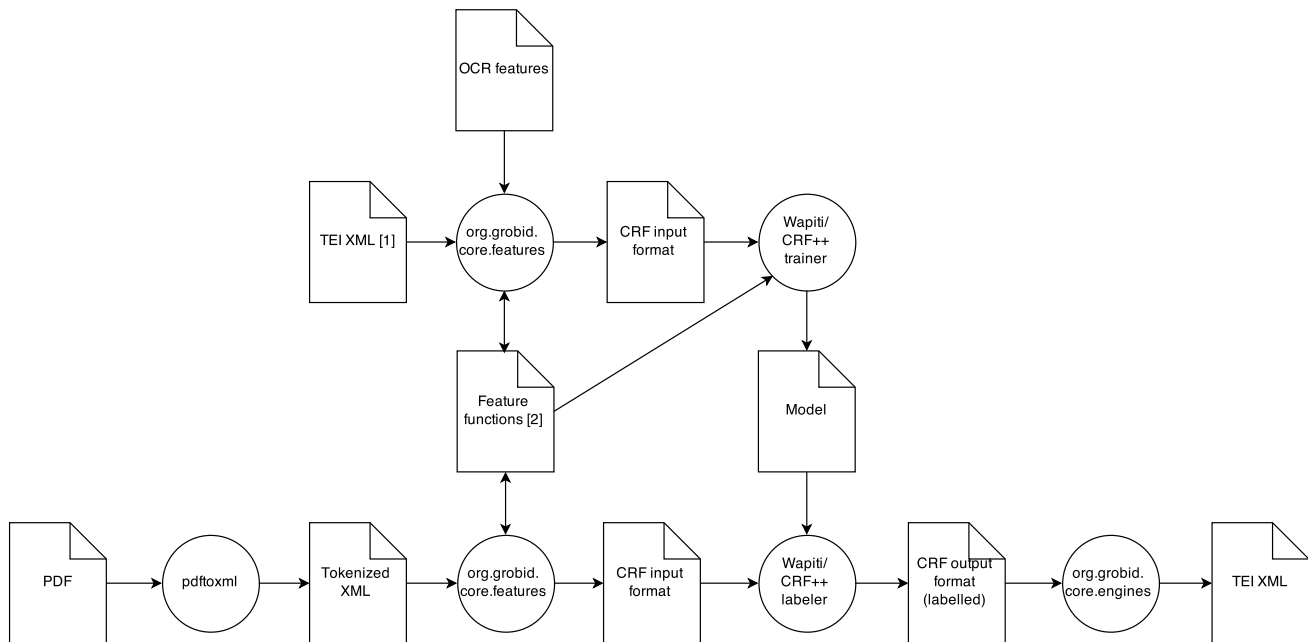 OCR features
TEI XML [1]
org.grobid.
core.features
CRF input
format
Wapiti/
CRF++
trainer
Feature
functions [2]
Model
PDF
pdftoxml
Tokenized
XML
org.grobid.
core.features
CRF input
format
Wapiti/
CRF++
labeler
CRF output
format
(labelled)
org.grobid.
core.engines
TEI XML